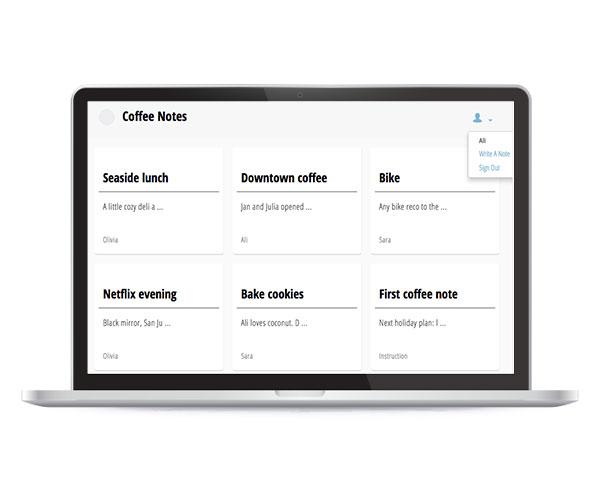 Coffee Notes
Ali
Write A Note
Sign Out
Seaside lunch
A little cozy deli a ...
Olivia
Downtown coffee
Jan and Julia opened ...
Ali
Bike
Any bike reco to the ...
Sara
Netflix evening
Black mirror, San Ju ...
Olivia
Bake cookies
Ali loves coconut. D ...
Sara
First coffee note
Next holiday plan: I ...
Instruction